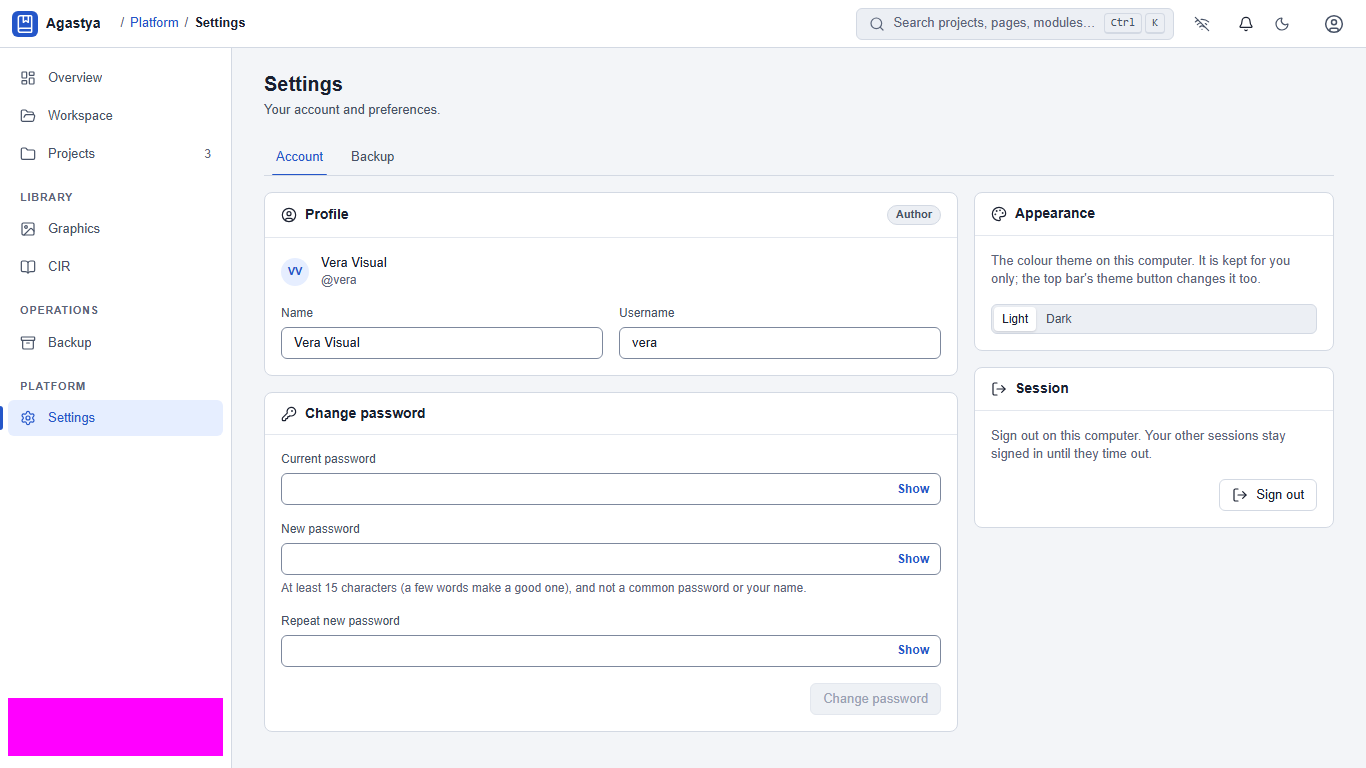 Agastya / Platform / Settings
Search projects, pages, modules... Ctrl K
Overview
Workspace
Projects 3
LIBRARY
Graphics
CIR
OPERATIONS
Backup
PLATFORM
Settings
Settings
Your account and preferences.
Account Backup
Profile Author
VV
Vera Visual
@vera
Name Username
Vera Visual vera
Change password
Current password
Show
New password
Show
At least 15 characters (a few words make a good one), and not a common password or your name.
Repeat new password
Show
Change password
Appearance
The colour theme on this computer. It is kept for you
only; the top bar's theme button changes it too.
Light Dark
Session
Sign out on this computer. Your other sessions stay
signed in until they time out.
Sign out